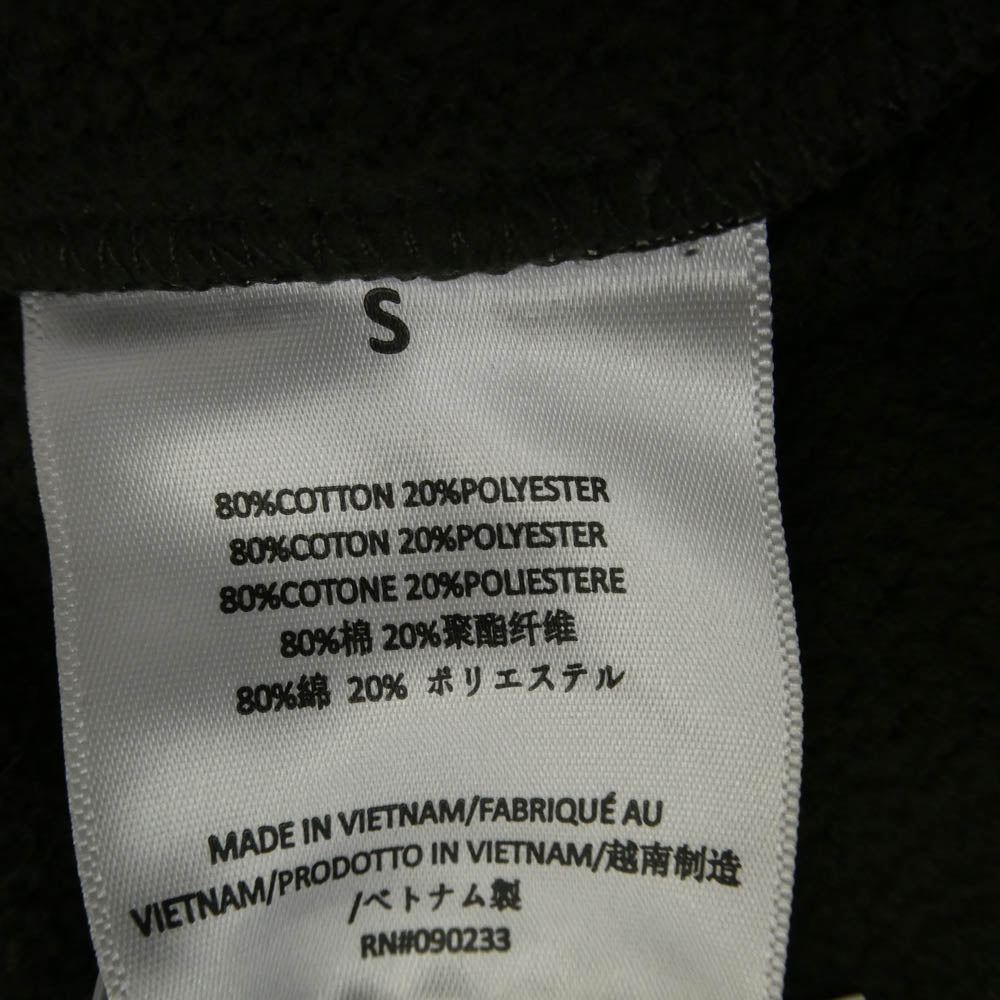 S
80%COTTON 20%POLYESTER
80%COTON 20%POLYESTER
80%COTONE 20%POLIESTERE
80%棉 20%聚酯纤维
80%綿 20% ポリエステル
MADE IN VIETNAM/FABRIQUÉ AU
VIETNAM/PRODOTTO IN VIETNAM/越南制造
/ベトナム製
RN#090233